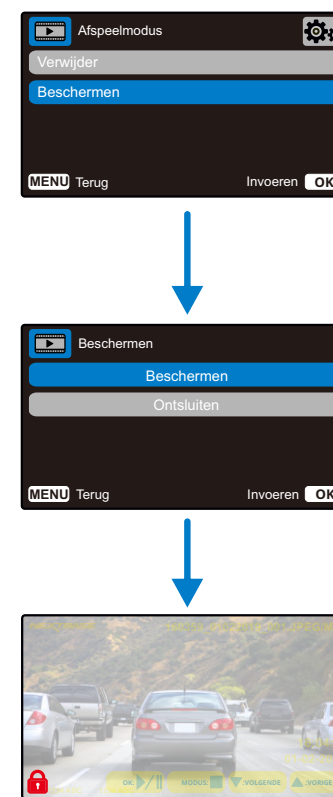 Afspeelmodus
Verwijder
Beschermen
MENU Terug Invoeren OK
Beschermen
Beschermen
Ontsluiten
MENU Terug Invoeren OK
OK: MODUS: :VOLGENDE :VORIGE